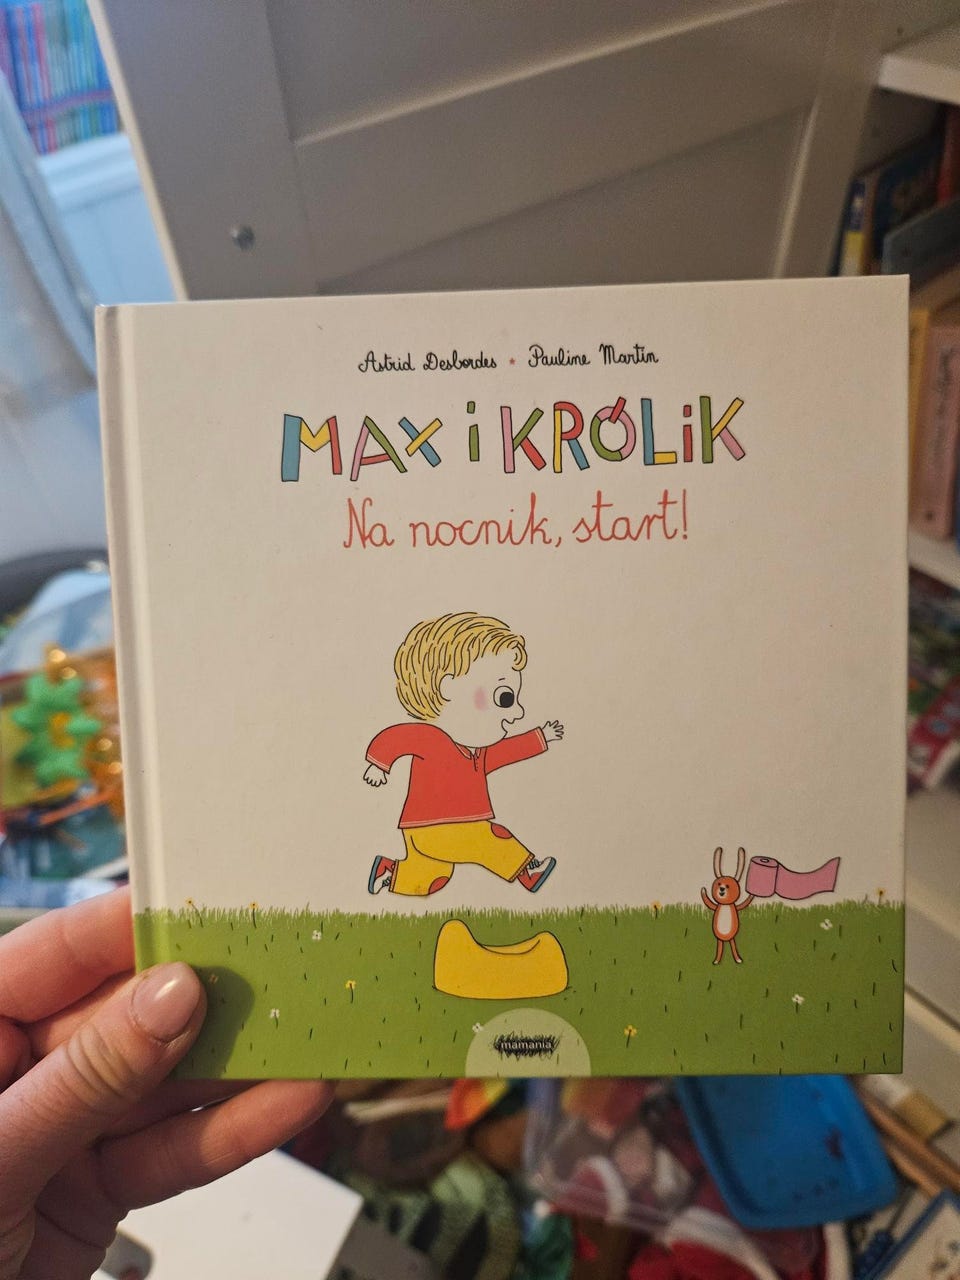 Astrid Desbordes * Pauline Martin
MAX i KRÓLiK
Na nocnik, start!
mamania